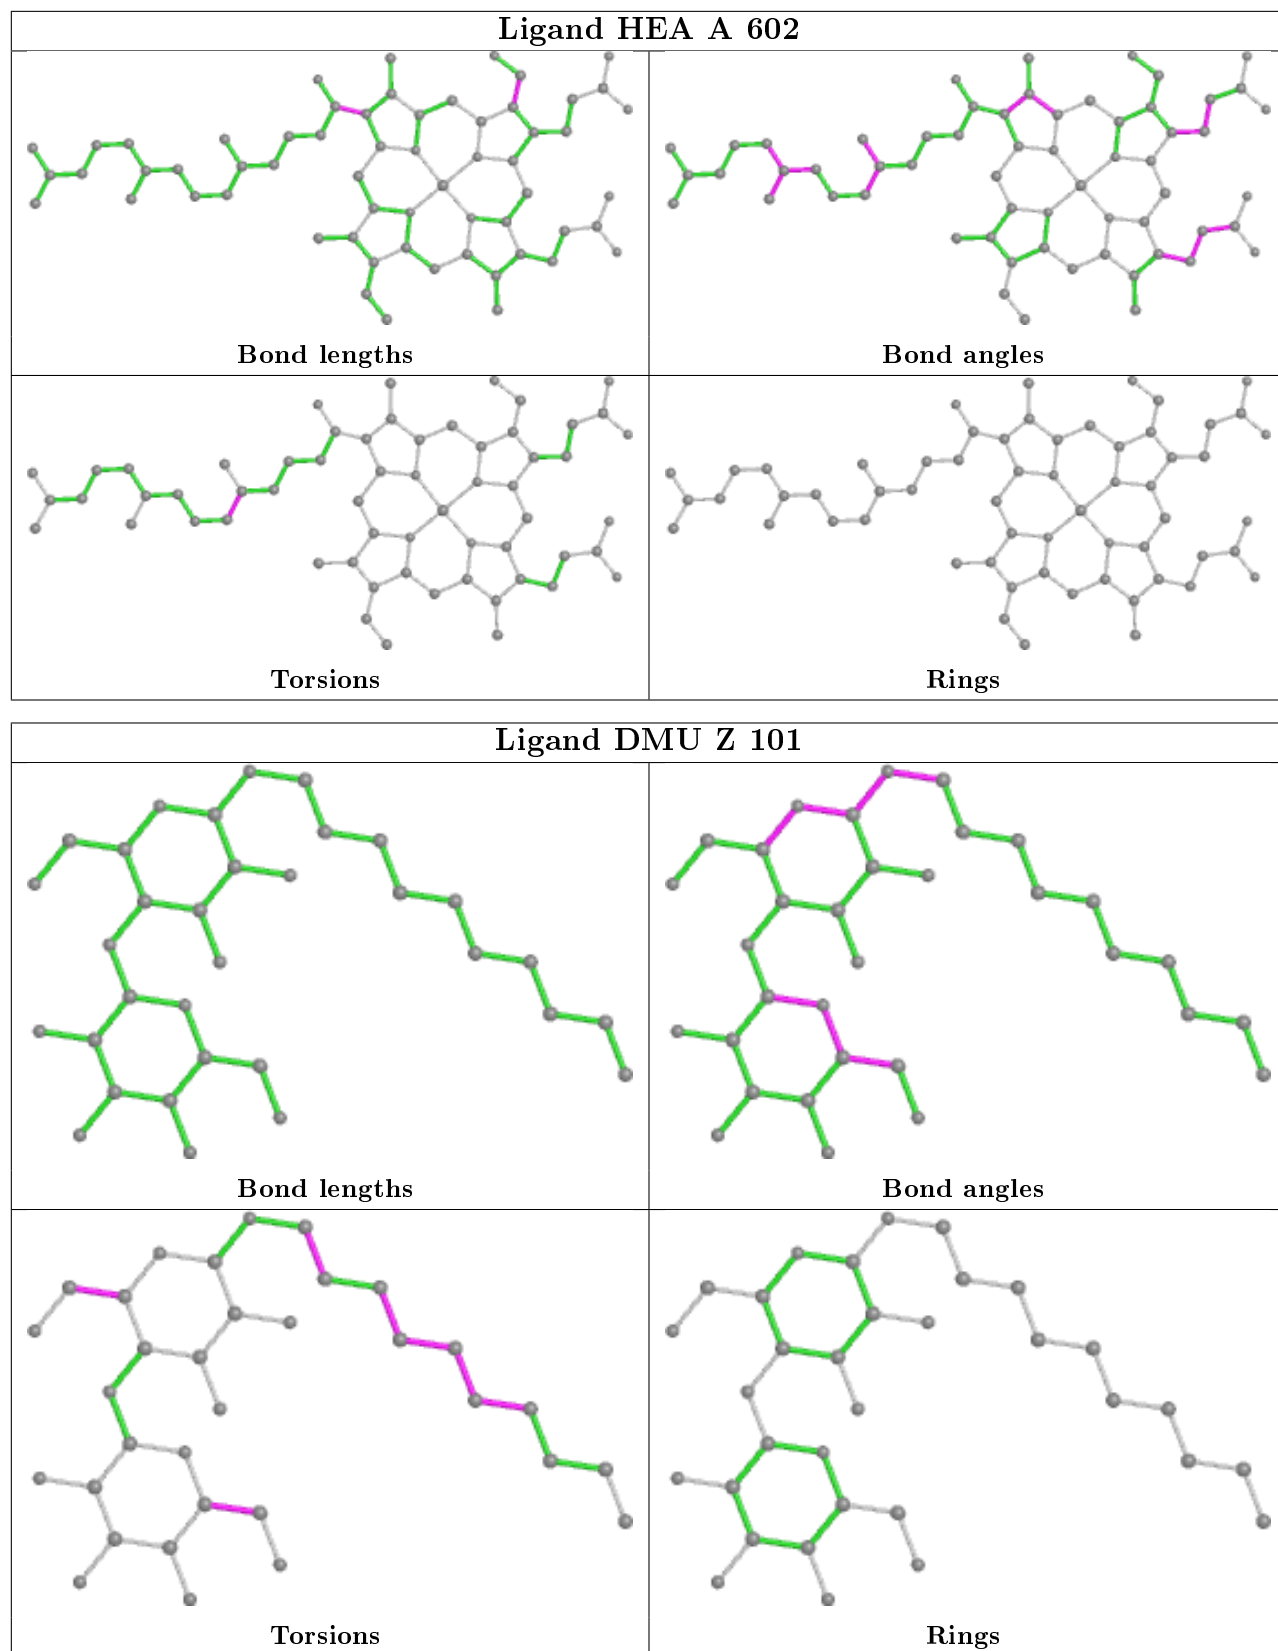 Ligand HEA A 602
Bond lengths
Bond angles
Torsions
Rings
Ligand DMU Z 101
Bond lengths
Bond angles
Torsions
Rings